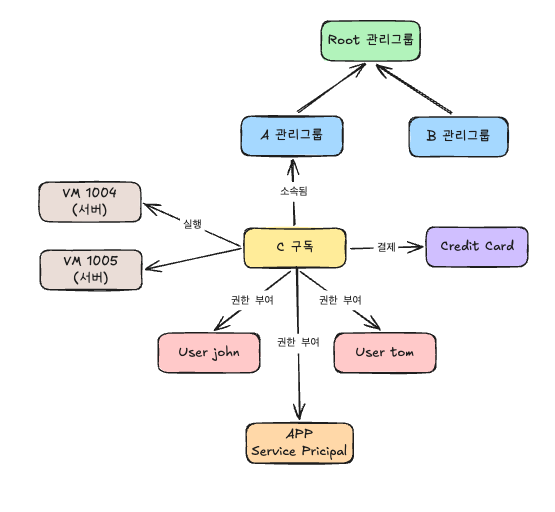 Root 관리그룹
A 관리그룹
B 관리그룹
소속됨
VM 1004
(서버)
실행
C 구독
결제
Credit Card
VM 1005
(서버)
권한 부여
권한 부여
권한 부여
User john
User tom
APP
Service Pricipal